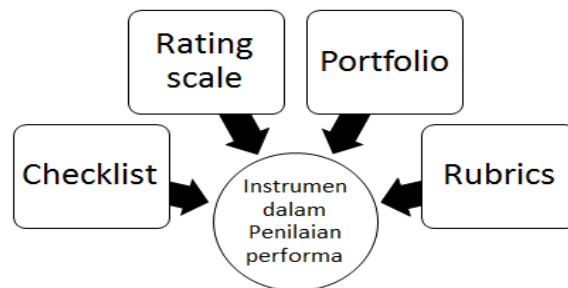 Rating
scale
Portfolio
Checklist
Rubrics
Instrumen
dalam
Penilaian
performa